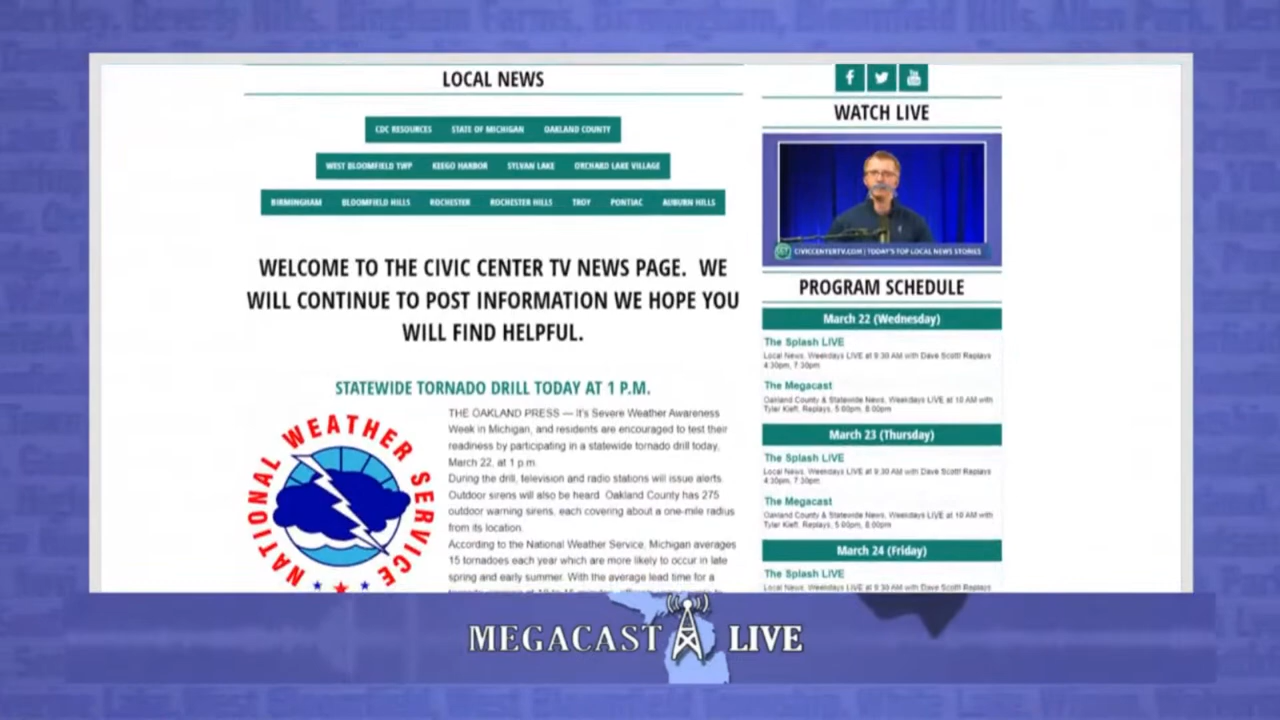 LOCAL NEWS
CDC RESOURCES STATE OF MICHIGAN OAKLAND COUNTY
WEST BLOOMFIELD TWP KEEGO HARBOR SYLVAN LAKE ORCHARD LAKE VILLAGE
BIRMINGHAM BLOOMFIELD HILLS ROCHESTER ROCHESTER HILLS TROY PONTIAC AUBURN HILLS
WELCOME TO THE CIVIC CENTER TV NEWS PAGE. WE
WILL CONTINUE TO POST INFORMATION WE HOPE YOU
WILL FIND HELPFUL.
STATEWIDE TORNADO DRILL TODAY AT 1 P.M.
NATIONAL WEATHER SERVICE
THE OAKLAND PRESS — It's Severe Weather Awareness
Week in Michigan, and residents are encouraged to test their
readiness by participating in a statewide tornado drill today,
March 22, at 1 p.m.
During the drill, television and radio stations will issue alerts.
Outdoor sirens will also be heard. Oakland County has 275
outdoor warning sirens, each covering about a one-mile radius
from its location.
According to the National Weather Service, Michigan averages
15 tornadoes each year which are more likely to occur in late
spring and early summer. With the average lead time for a
WATCH LIVE
CIVICCENTERTV.COM | TODAY'S TOP LOCAL NEWS STORIES
PROGRAM SCHEDULE
March 22 (Wednesday)
The Splash LIVE
Local News, Weekdays LIVE at 9:30 AM with Dave Scott! Replays
4:30pm, 7:30pm
The Megacast
Oakland County & Statewide News, Weekdays LIVE at 10 AM with
Tyler Kieft, Replays, 5:00pm, 8:00pm
March 23 (Thursday)
The Splash LIVE
Local News, Weekdays LIVE at 9:30 AM with Dave Scott! Replays
4:30pm, 7:30pm
The Megacast
Oakland County & Statewide News, Weekdays LIVE at 10 AM with
Tyler Kieft, Replays, 5:00pm, 8:00pm
March 24 (Friday)
The Splash LIVE
Local News, Weekdays LIVE at 9:30 AM with Dave Scott! Replays
MEGACAST LIVE